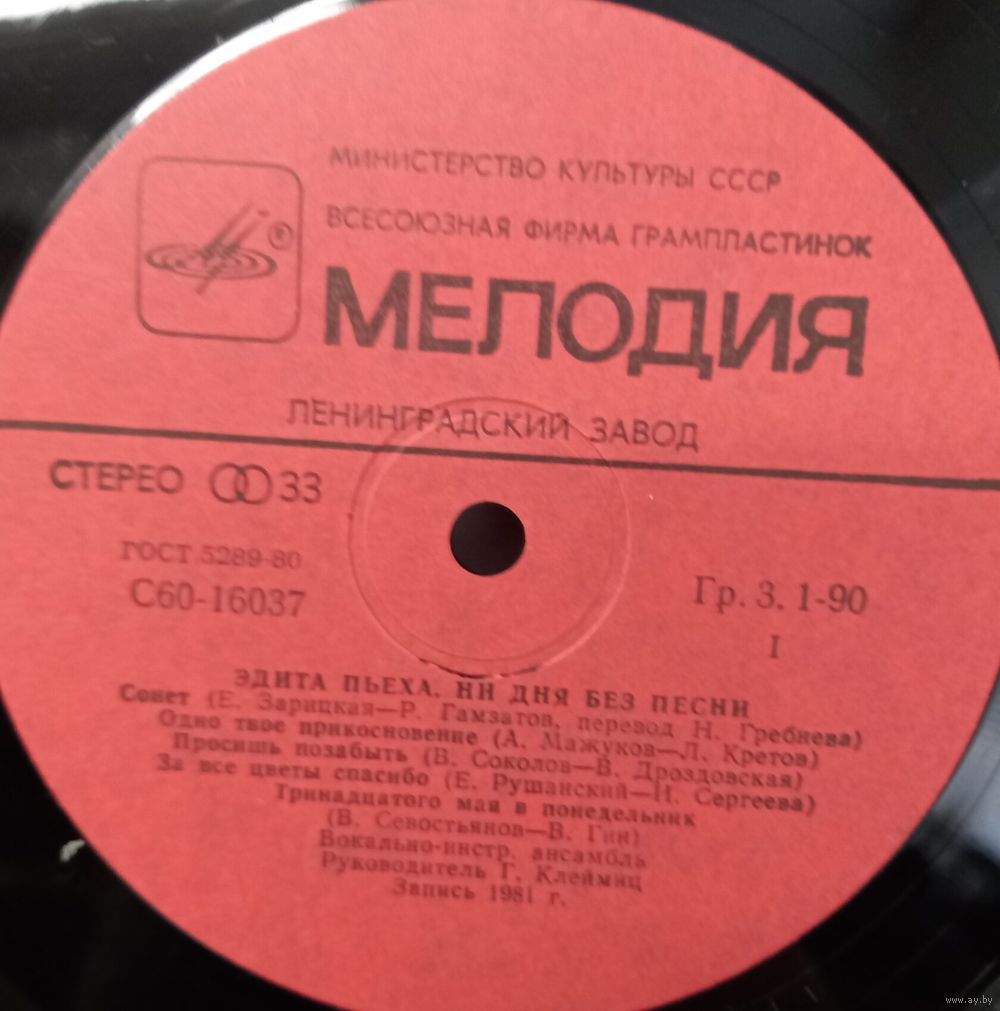 МИНИСТЕРСТВО КУЛЬТУРЫ СССР
ВСЕСОЮЗНАЯ ФИРМА ГРАМПЛАСТИНОК
®
МЕЛОДИЯ
ЛЕНИНГРАДСКИЙ ЗАВОД
СТЕРЕО 33
ГОСТ 5289-80
С60-16037
Гр. 3. 1-90
I
ЭДИТА ПЬЕХА. НИ ДНЯ БЕЗ ПЕСНИ
Сонет (Е. Зарицкая—Р. Гамзатов, перевод Н. Гребнева)
Одно твое прикосновение (А. Мажуков—Л. Кретов)
Просишь позабыть (В. Соколов—В. Дроздовская)
За все цветы спасибо (Е. Рушанский—И. Сергеева)
Тринадцатого мая в понедельник
(В. Севостьянов—В. Гин)
Вокально-инстр. ансамбль
Руководитель Г. Клеймиц
Запись 1981 г.
www.ay.by